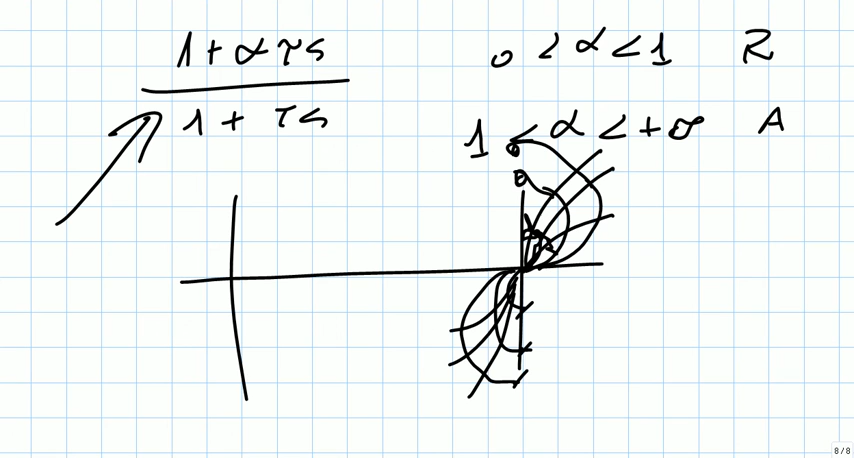 1 + ατs
1 + τs
0 < α < 1 R
1 < α < +∞ A
8/8